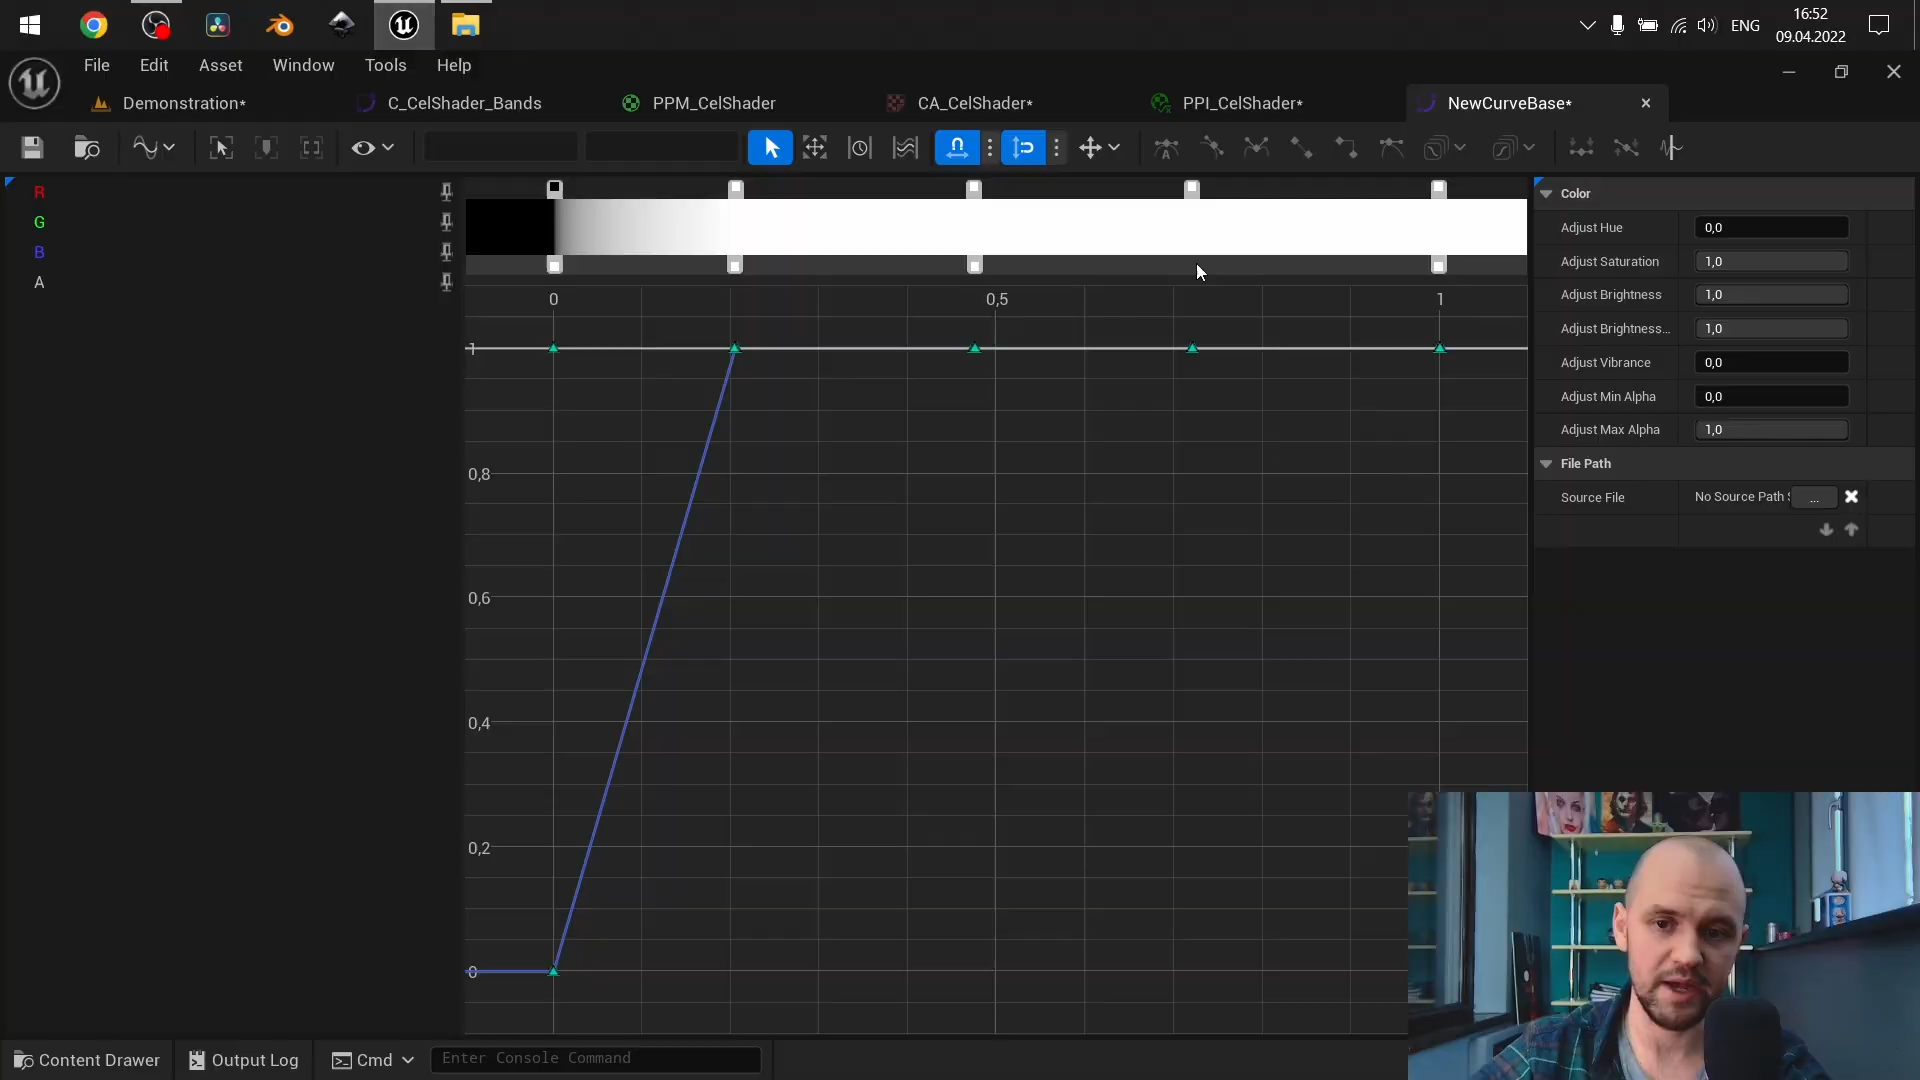 ENG
16:52
09.04.2022
File Edit Asset Window Tools Help
Demonstration* C_CelShader_Bands PPM_CelShader CA_CelShader* PPI_CelShader* NewCurveBase*
R
G
B
A
0 0,5 1
1
0,8
0,6
0,4
0,2
0
Color
Adjust Hue 0,0
Adjust Saturation 1,0
Adjust Brightness 1,0
Adjust Brightness... 1,0
Adjust Vibrance 0,0
Adjust Min Alpha 0,0
Adjust Max Alpha 1,0
File Path
Source File No Source Path ...
Content Drawer Output Log Cmd Enter Console Command